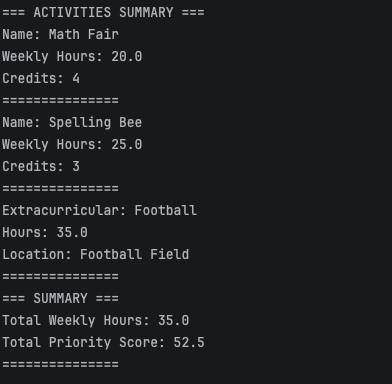 === ACTIVITIES SUMMARY ===
Name: Math Fair
Weekly Hours: 20.0
Credits: 4
===============
Name: Spelling Bee
Weekly Hours: 25.0
Credits: 3
===============
Extracurricular: Football
Hours: 35.0
Location: Football Field
===============
=== SUMMARY ===
Total Weekly Hours: 35.0
Total Priority Score: 52.5
===============